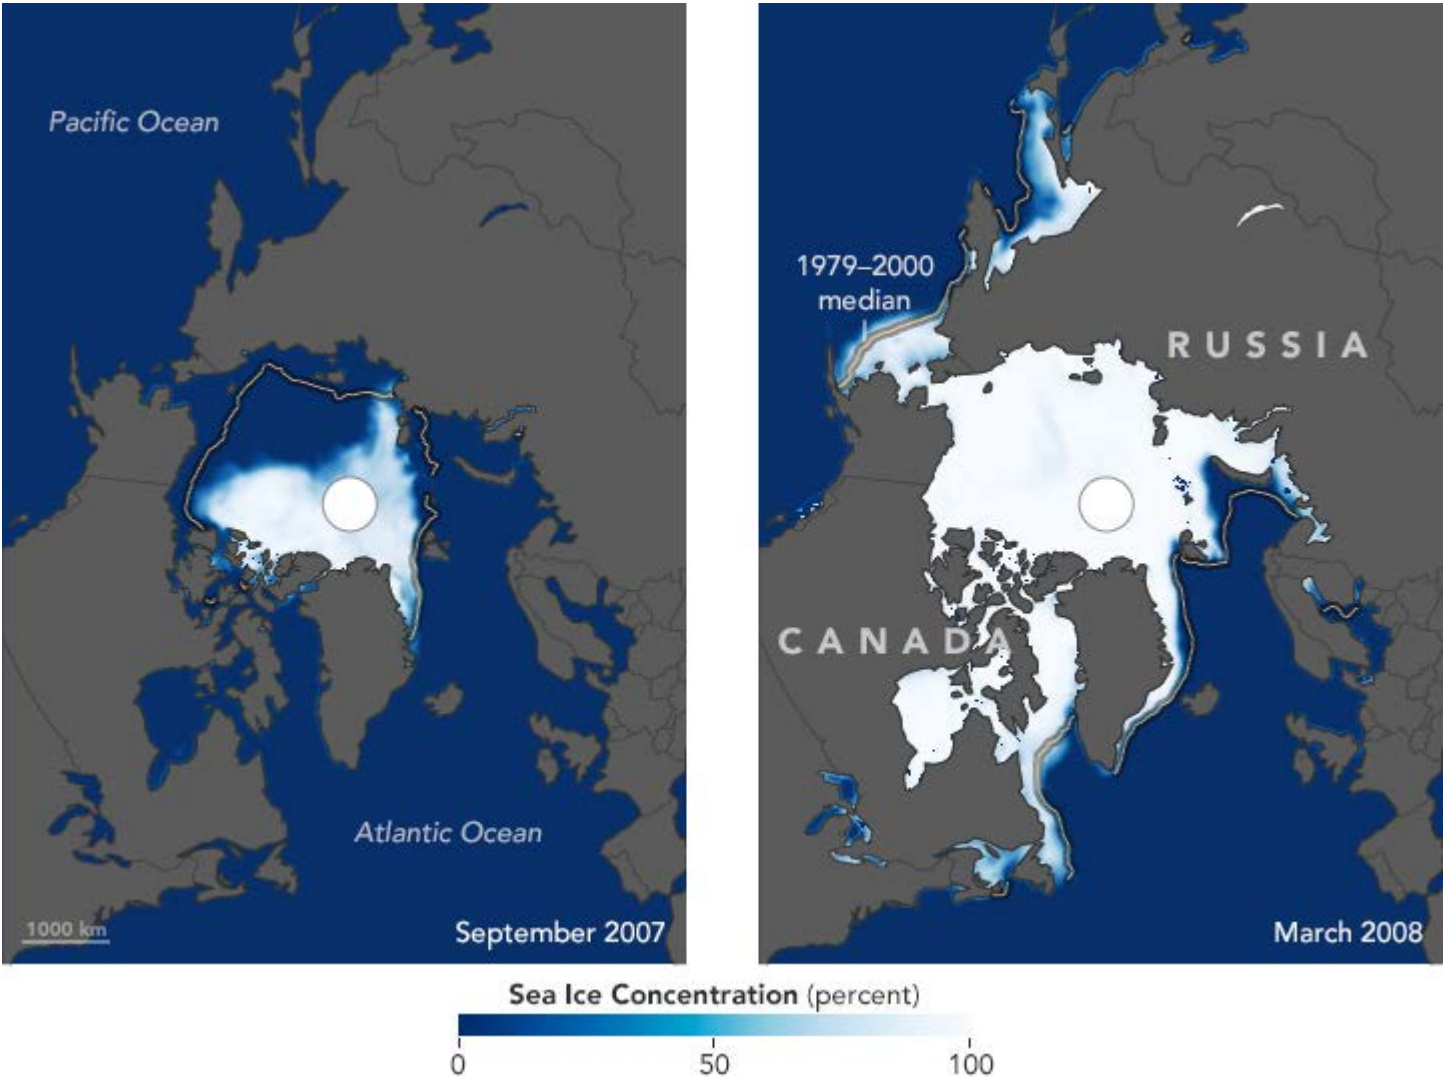 Pacific Ocean
Atlantic Ocean
1000 km
September 2007
1979–2000
median
RUSSIA
CANADA
March 2008
Sea Ice Concentration (percent)
0 50 100